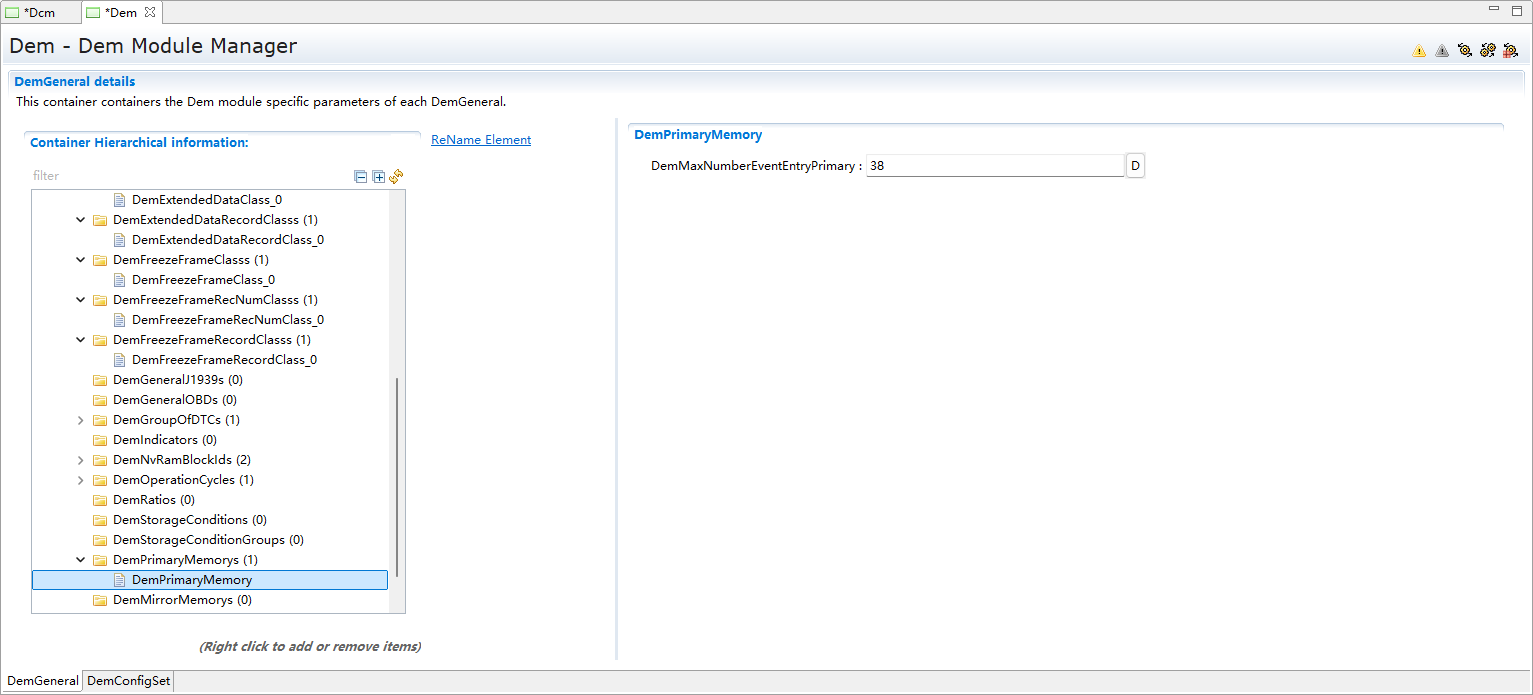 *Dcm
*Dem
Dem - Dem Module Manager
DemGeneral details
This container containers the Dem module specific parameters of each DemGeneral.
Container Hierarchical information:
ReName Element
filter
DemExtendedDataClass_0
DemExtendedDataRecordClasss (1)
DemExtendedDataRecordClass_0
DemFreezeFrameClasss (1)
DemFreezeFrameClass_0
DemFreezeFrameRecNumClasss (1)
DemFreezeFrameRecNumClass_0
DemFreezeFrameRecordClasss (1)
DemFreezeFrameRecordClass_0
DemGeneralJ1939s (0)
DemGeneralOBDs (0)
DemGroupOfDTCs (1)
DemIndicators (0)
DemNvRamBlockIds (2)
DemOperationCycles (1)
DemRatios (0)
DemStorageConditions (0)
DemStorageConditionGroups (0)
DemPrimaryMemorys (1)
DemPrimaryMemory
DemMirrorMemorys (0)
(Right click to add or remove items)
DemPrimaryMemory
DemMaxNumberEventEntryPrimary : 38 D
DemGeneral DemConfigSet